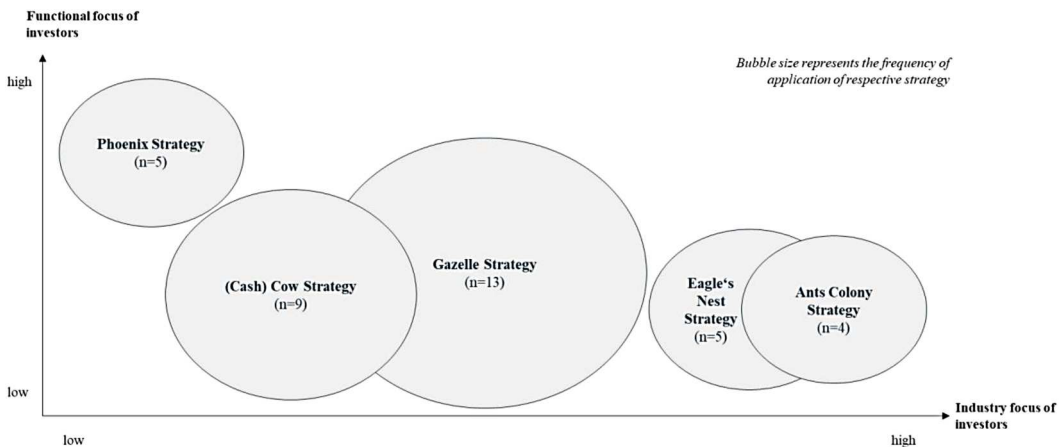 Functional focus of
investors
high
Bubble size represents the frequency of
application of respective strategy
Phoenix Strategy
(n=5)
(Cash) Cow Strategy
(n=9)
Gazelle Strategy
(n=13)
Eagle‘s
Nest
Strategy
(n=5)
Ants Colony
Strategy
(n=4)
low
Industry focus of
investors
low
high